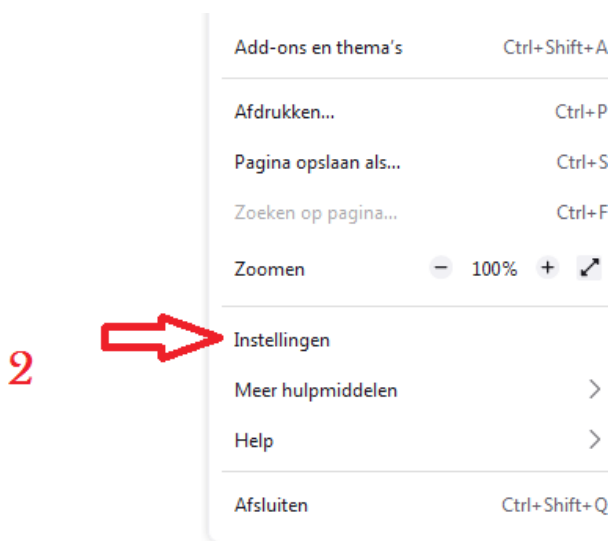 Add-ons en thema's Ctrl+Shift+A
Afdrukken... Ctrl+P
Pagina opslaan als... Ctrl+S
Zoeken op pagina... Ctrl+F
Zoomen − 100% +
Instellingen
2
Meer hulpmiddelen
Help
Afsluiten Ctrl+Shift+Q